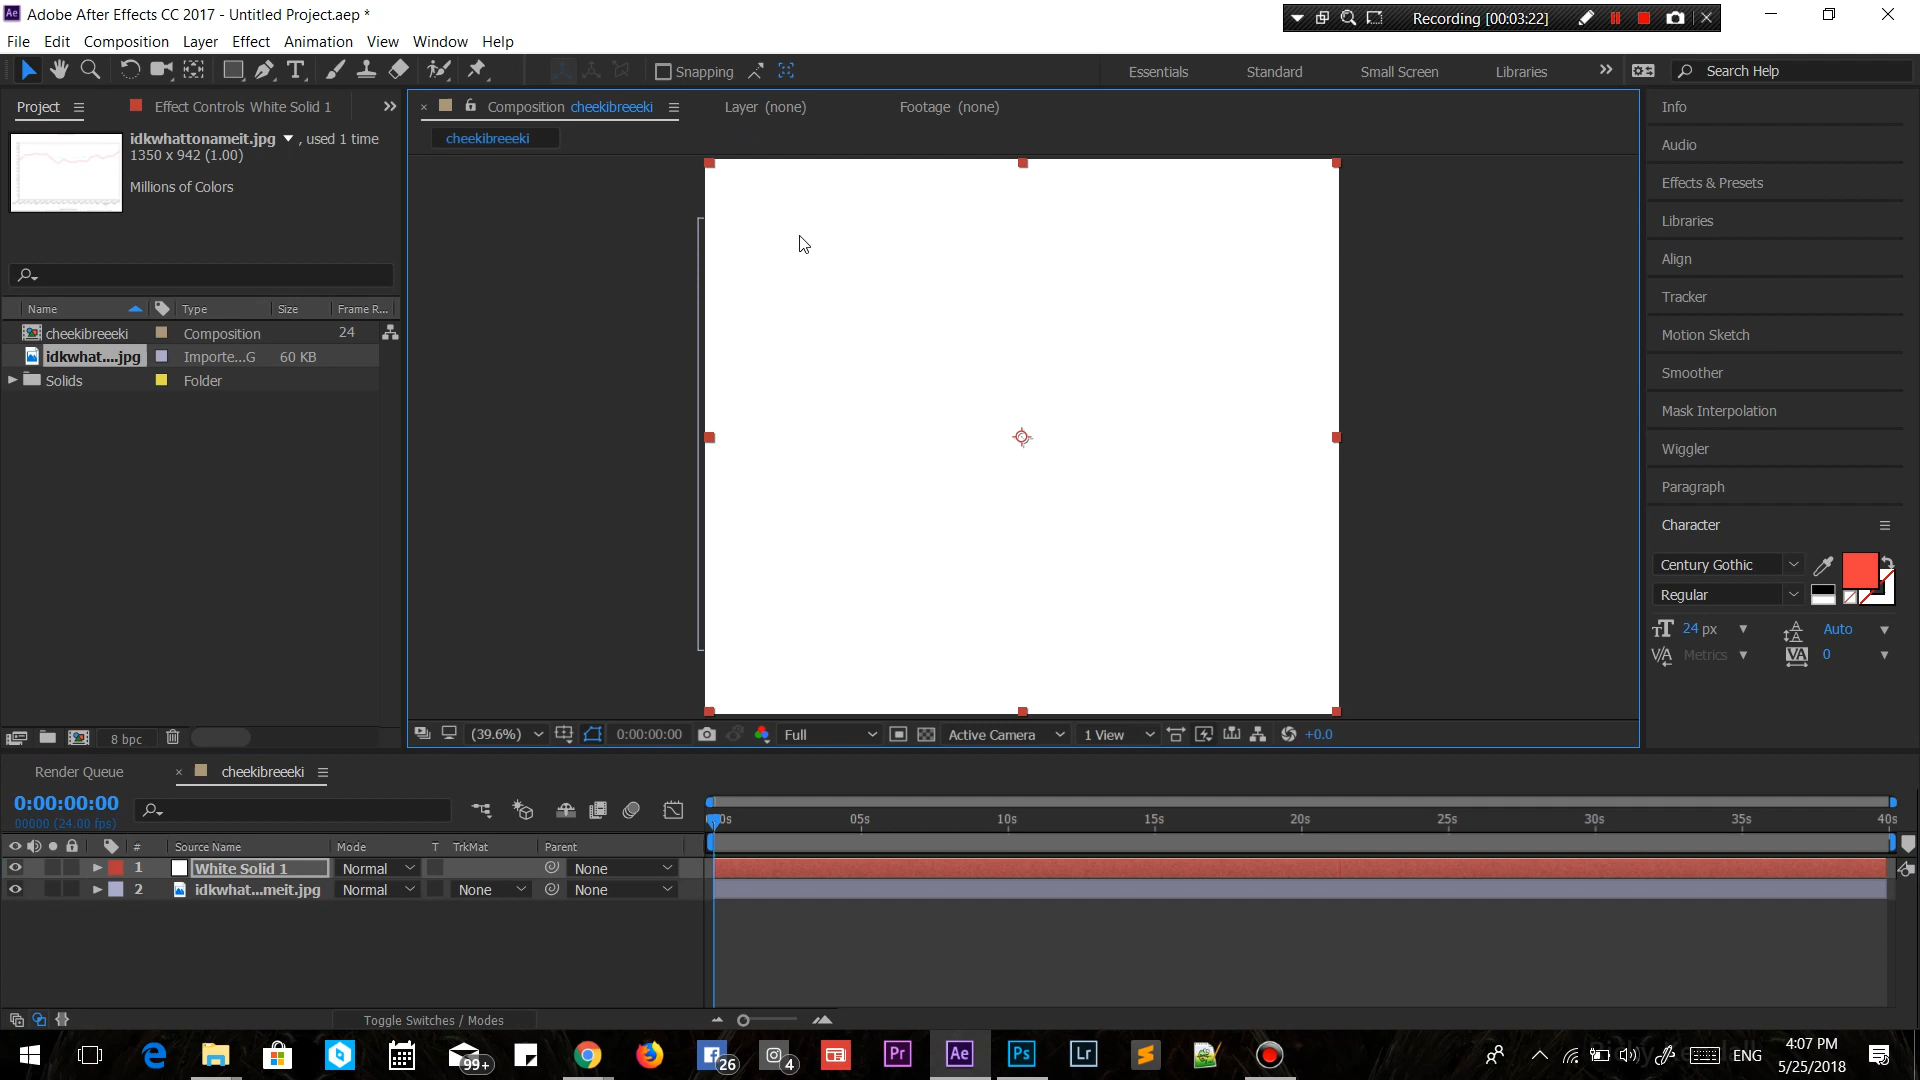 Adobe After Effects CC 2017 - Untitled Project.aep *
Recording [00:03:22]
File Edit Composition Layer Effect Animation View Window Help
Snapping
Essentials Standard Small Screen Libraries
Search Help
Project
Effect Controls White Solid 1
Composition cheekibreeeki
Layer (none)
Footage (none)
cheekibreeeki
idkwhattonameit.jpg , used 1 time
1350 x 942 (1.00)
Millions of Colors
Name Type Size Frame R...
cheekibreeeki Composition 24
idkwhat....jpg Importe...G 60 KB
Solids Folder
8 bpc
(39.6%) 0:00:00:00 Full Active Camera 1 View +0.0
Info
Audio
Effects & Presets
Libraries
Align
Tracker
Motion Sketch
Smoother
Mask Interpolation
Wiggler
Paragraph
Character
Century Gothic
Regular
24 px Auto
Metrics 0
Render Queue
cheekibreeeki
0:00:00:00
00000 (24.00 fps)
05s 10s 15s 20s 25s 30s 35s 40s
# Source Name Mode T TrkMat Parent
1 White Solid 1 Normal None
2 idkwhat...meit.jpg Normal None None
Toggle Switches / Modes
99+
26
4
Pr
Ae
Ps
Lr
ENG
4:07 PM
5/25/2018